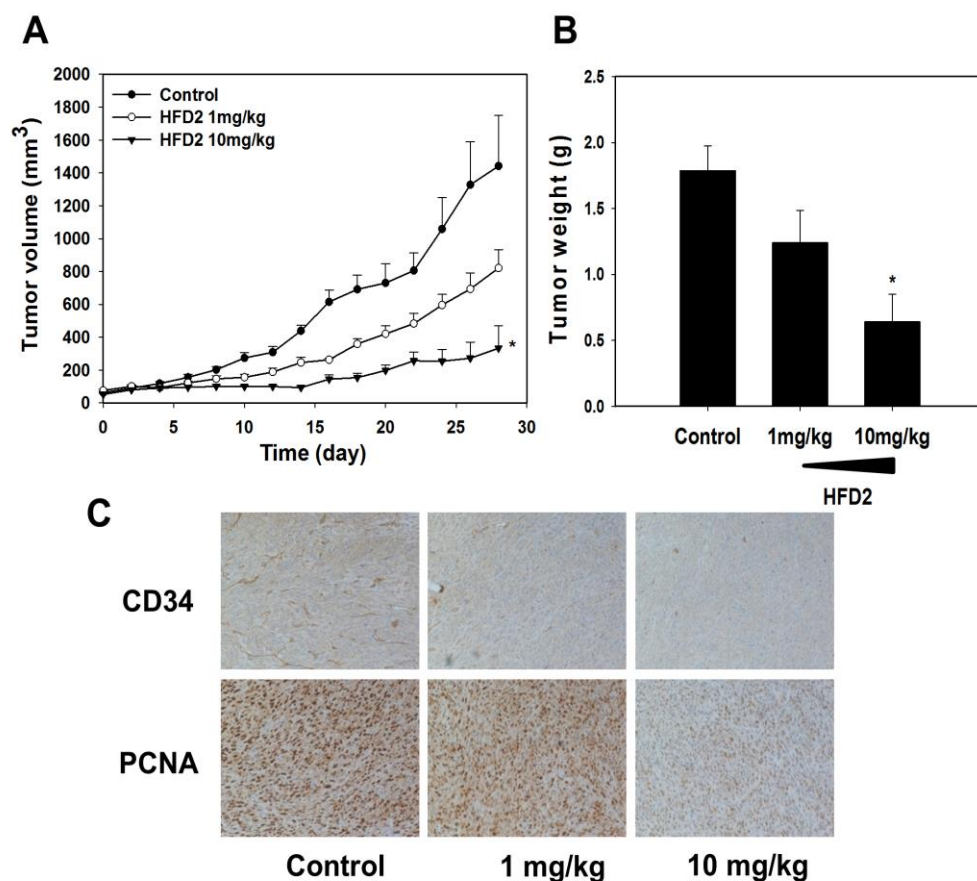 A
Tumor volume (mm3)
2000
1800
1600
1400
1200
1000
800
600
400
200
0
Control
HFD2 1mg/kg
HFD2 10mg/kg
*
0 5 10 15 20 25 30
Time (day)
B
Tumor weight (g)
2.5
2.0
1.5
1.0
0.5
0.0
*
Control 1mg/kg 10mg/kg
HFD2
C
CD34
PCNA
Control 1 mg/kg 10 mg/kg